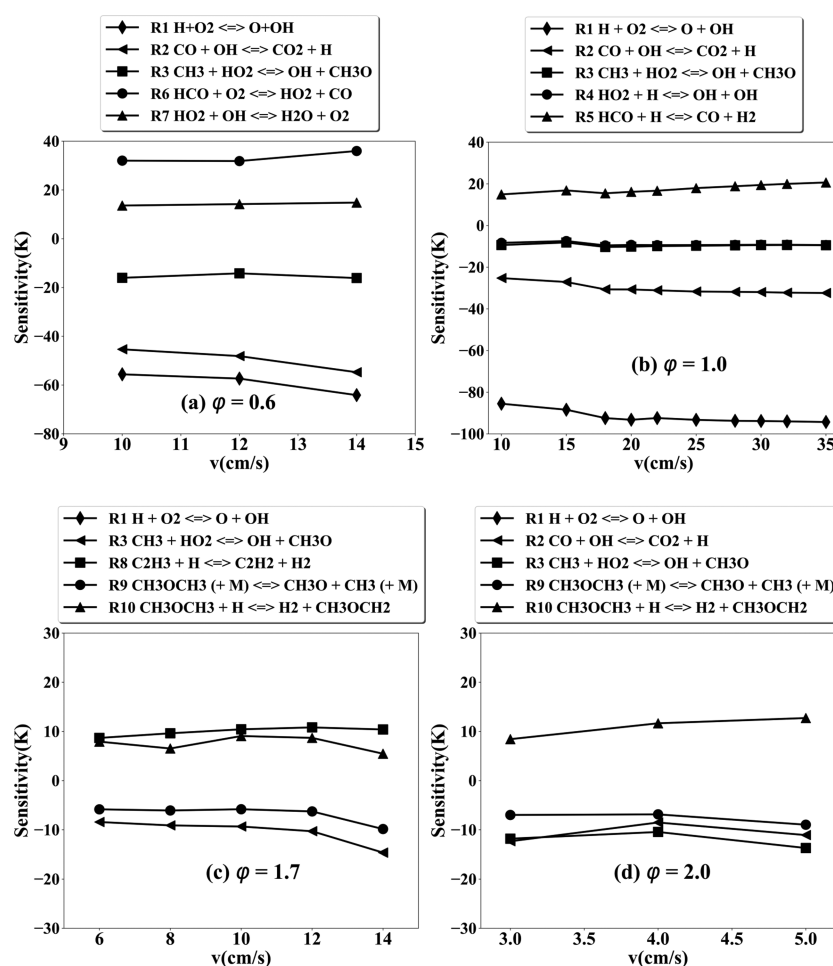 R1 H+O2 <=> O+OH
R2 CO + OH <=> CO2 + H
R3 CH3 + HO2 <=> OH + CH3O
R6 HCO + O2 <=> HO2 + CO
R7 HO2 + OH <=> H2O + O2
40
20
0
−20
−40
−60
−80
Sensitivity(K)
(a) φ = 0.6
9 10 11 12 13 14 15
v(cm/s)
R1 H + O2 <=> O + OH
R2 CO + OH <=> CO2 + H
R3 CH3 + HO2 <=> OH + CH3O
R4 HO2 + H <=> OH + OH
R5 HCO + H <=> CO + H2
40
20
0
−20
−40
−60
−80
−100
Sensitivity(K)
(b) φ = 1.0
10 15 20 25 30 35
v(cm/s)
R1 H + O2 <=> O + OH
R3 CH3 + HO2 <=> OH + CH3O
R8 C2H3 + H <=> C2H2 + H2
R9 CH3OCH3 (+ M) <=> CH3O + CH3 (+ M)
R10 CH3OCH3 + H <=> H2 + CH3OCH2
30
20
10
0
−10
−20
−30
Sensitivity(K)
(c) φ = 1.7
6 8 10 12 14
v(cm/s)
R1 H + O2 <=> O + OH
R2 CO + OH <=> CO2 + H
R3 CH3 + HO2 <=> OH + CH3O
R9 CH3OCH3 (+ M) <=> CH3O + CH3 (+ M)
R10 CH3OCH3 + H <=> H2 + CH3OCH2
30
20
10
0
−10
−20
−30
Sensitivity(K)
(d) φ = 2.0
3.0 3.5 4.0 4.5 5.0
v(cm/s)